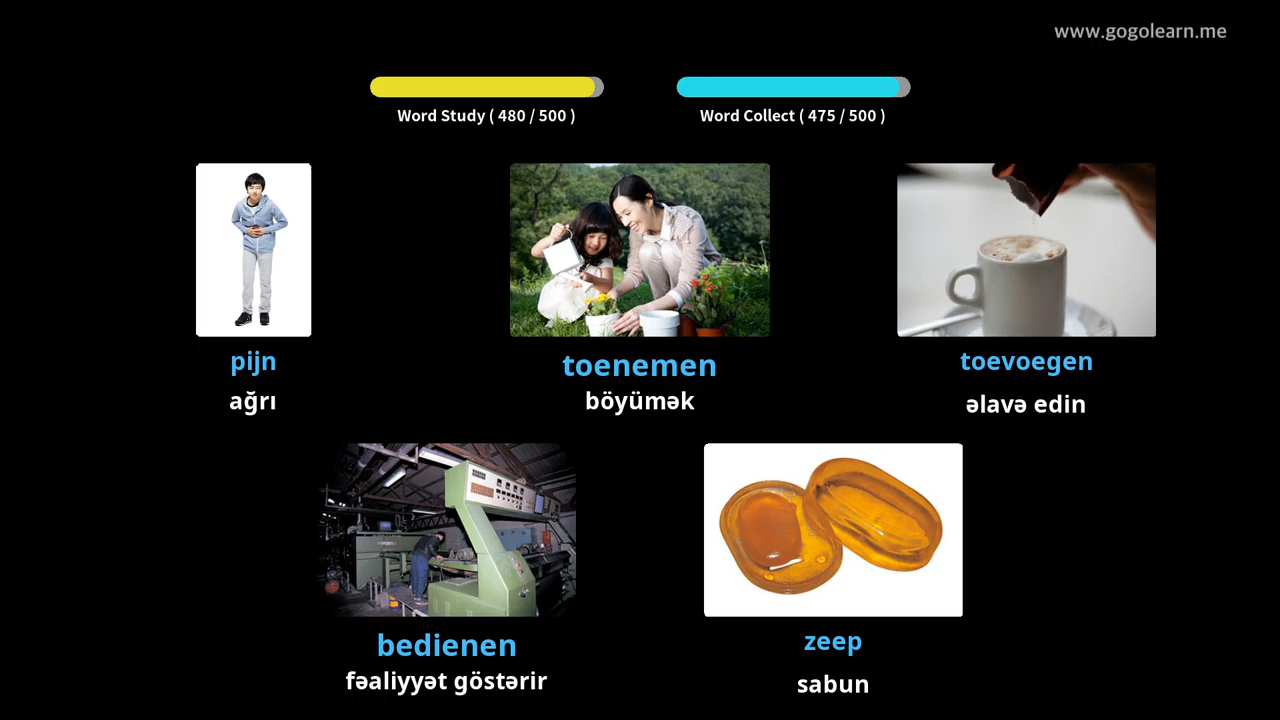 www.gogolearn.me
Word Study ( 480 / 500 )
Word Collect ( 475 / 500 )
pijn
ağrı
toenemen
böyümək
toevoegen
əlavə edin
bedienen
fəaliyyət göstərir
zeep
sabun